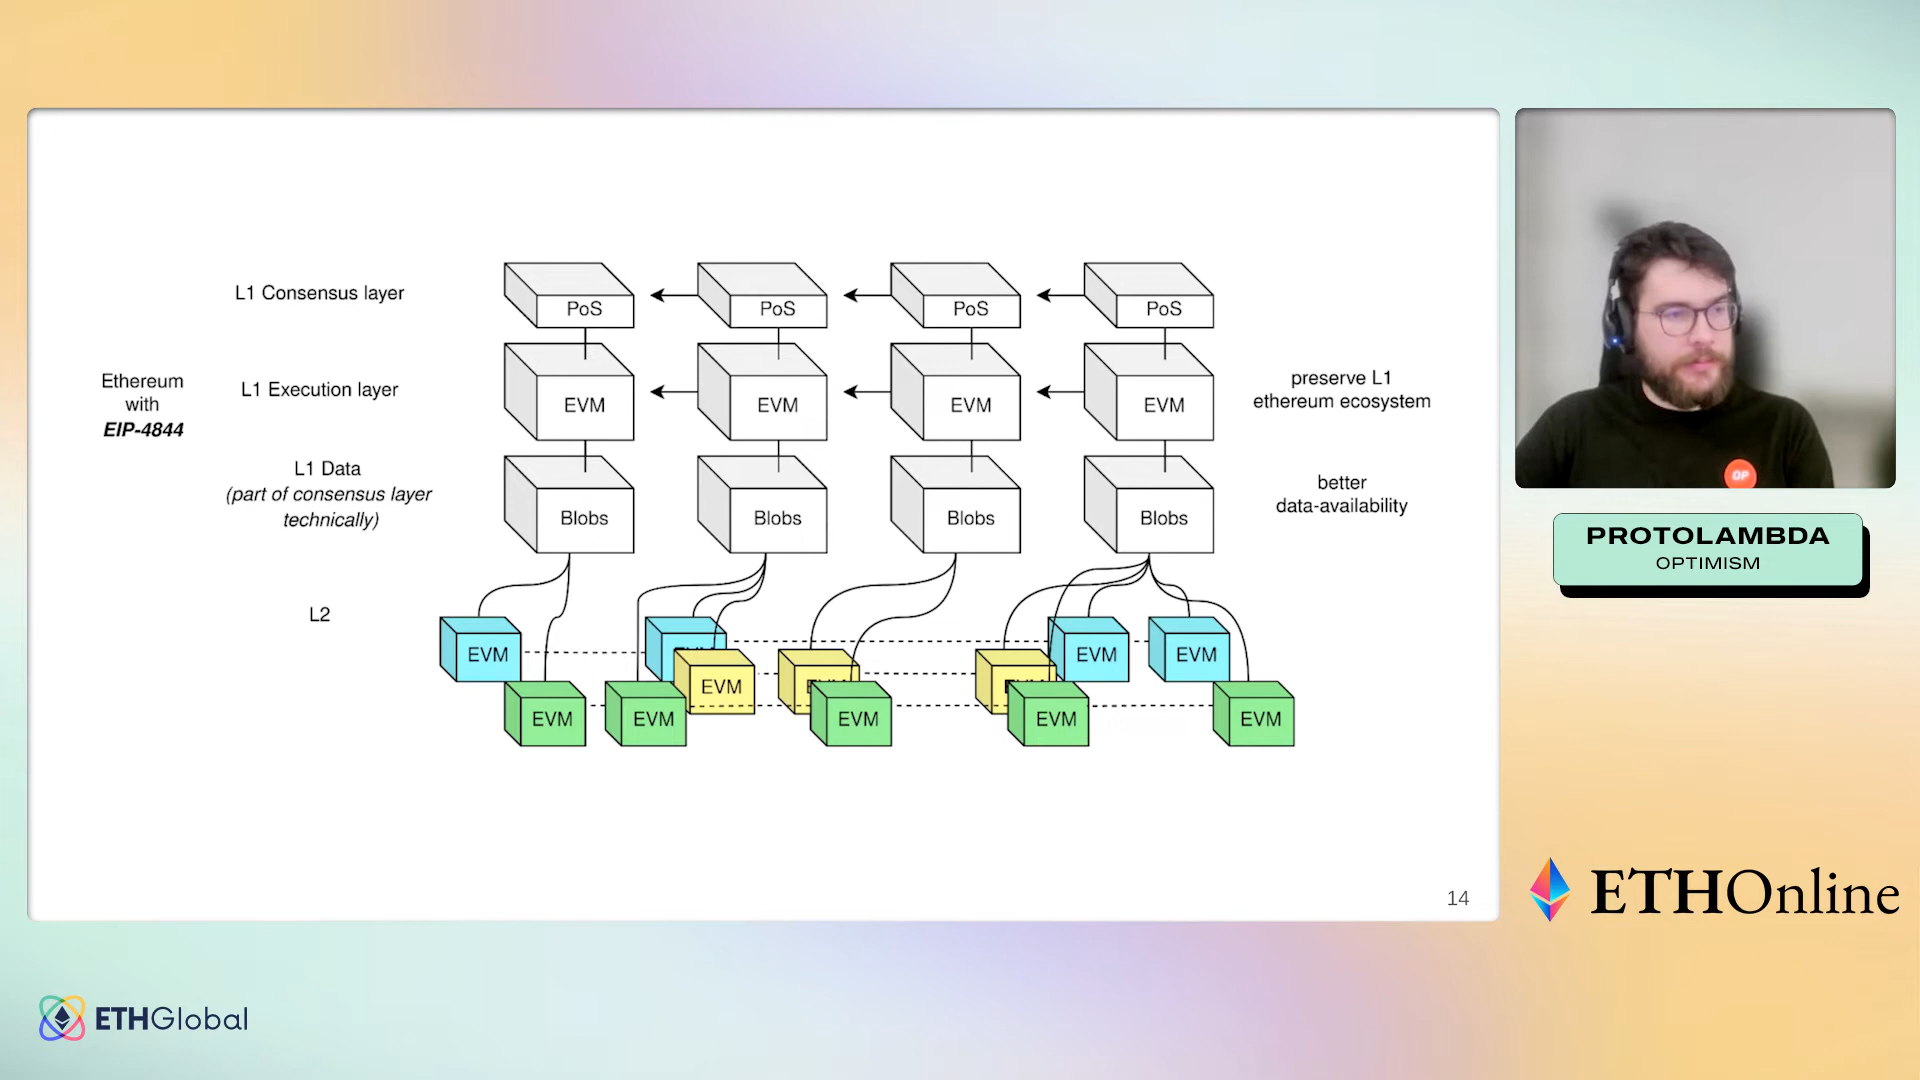 L1 Consensus layer
PoS
PoS
PoS
PoS
Ethereum
with
EIP-4844
L1 Execution layer
EVM
EVM
EVM
EVM
preserve L1
ethereum ecosystem
L1 Data
(part of consensus layer
technically)
Blobs
Blobs
Blobs
Blobs
better
data-availability
L2
EVM
EVM
EVM
EVM
EVM
EVM
EVM
EVM
EVM
14
OP
PROTOLAMBDA
OPTIMISM
ETHOnline
ETHGlobal